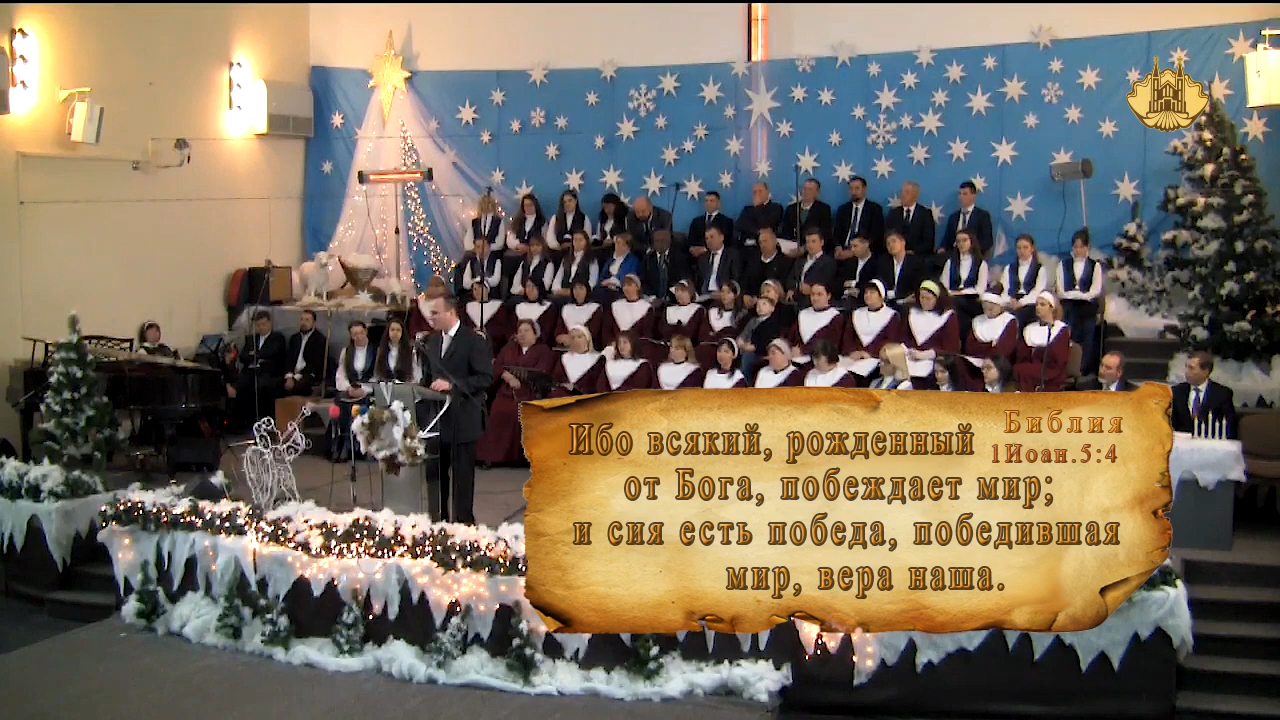 Библия
1Иоан.5:4
Ибо всякий, рожденный
от Бога, побеждает мир;
и сия есть победа, победившая
мир, вера наша.